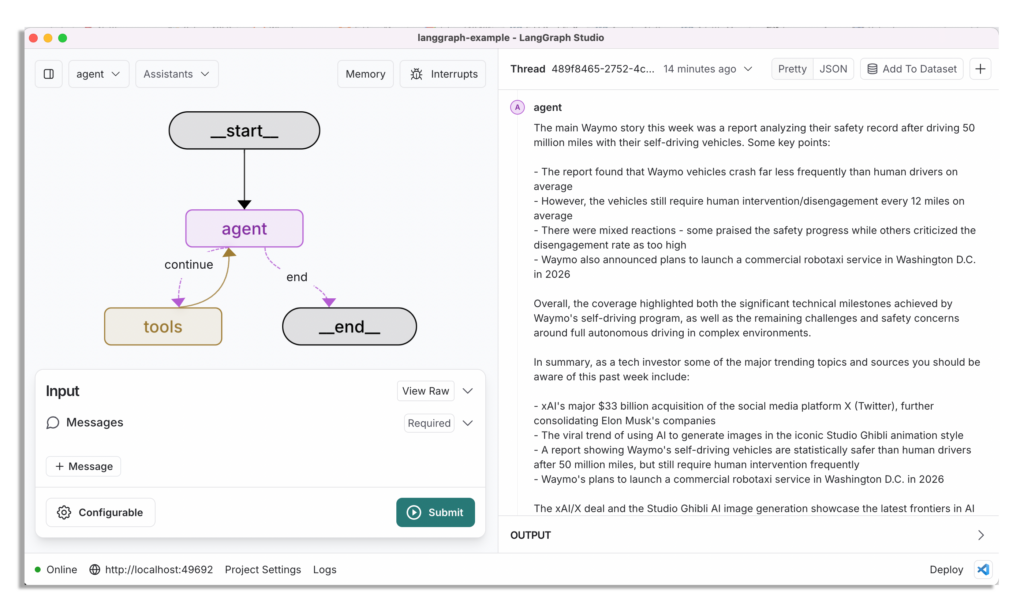 langgraph-example - LangGraph Studio
agent
Assistants
Memory
Interrupts
__start__
agent
continue
end
tools
__end__
Input
View Raw
Messages
Required
+ Message
Configurable
Submit
Thread 489f8465-2752-4c... 14 minutes ago
Pretty JSON
Add To Dataset
+
A agent
The main Waymo story this week was a report analyzing their safety record after driving 50
million miles with their self-driving vehicles. Some key points:
- The report found that Waymo vehicles crash far less frequently than human drivers on
average
- However, the vehicles still require human intervention/disengagement every 12 miles on
average
- There were mixed reactions - some praised the safety progress while others criticized the
disengagement rate as too high
- Waymo also announced plans to launch a commercial robotaxi service in Washington D.C.
in 2026
Overall, the coverage highlighted both the significant technical milestones achieved by
Waymo's self-driving program, as well as the remaining challenges and safety concerns
around full autonomous driving in complex environments.
In summary, as a tech investor some of the major trending topics and sources you should be
aware of this past week include:
- xAI's major $33 billion acquisition of the social media platform X (Twitter), further
consolidating Elon Musk's companies
- The viral trend of using AI to generate images in the iconic Studio Ghibli animation style
- A report showing Waymo's self-driving vehicles are statistically safer than human drivers
after 50 million miles, but still require human intervention frequently
- Waymo's plans to launch a commercial robotaxi service in Washington D.C. in 2026
The xAI/X deal and the Studio Ghibli AI image generation showcase the latest frontiers in AI
OUTPUT
Online
http://localhost:49692
Project Settings
Logs
Deploy